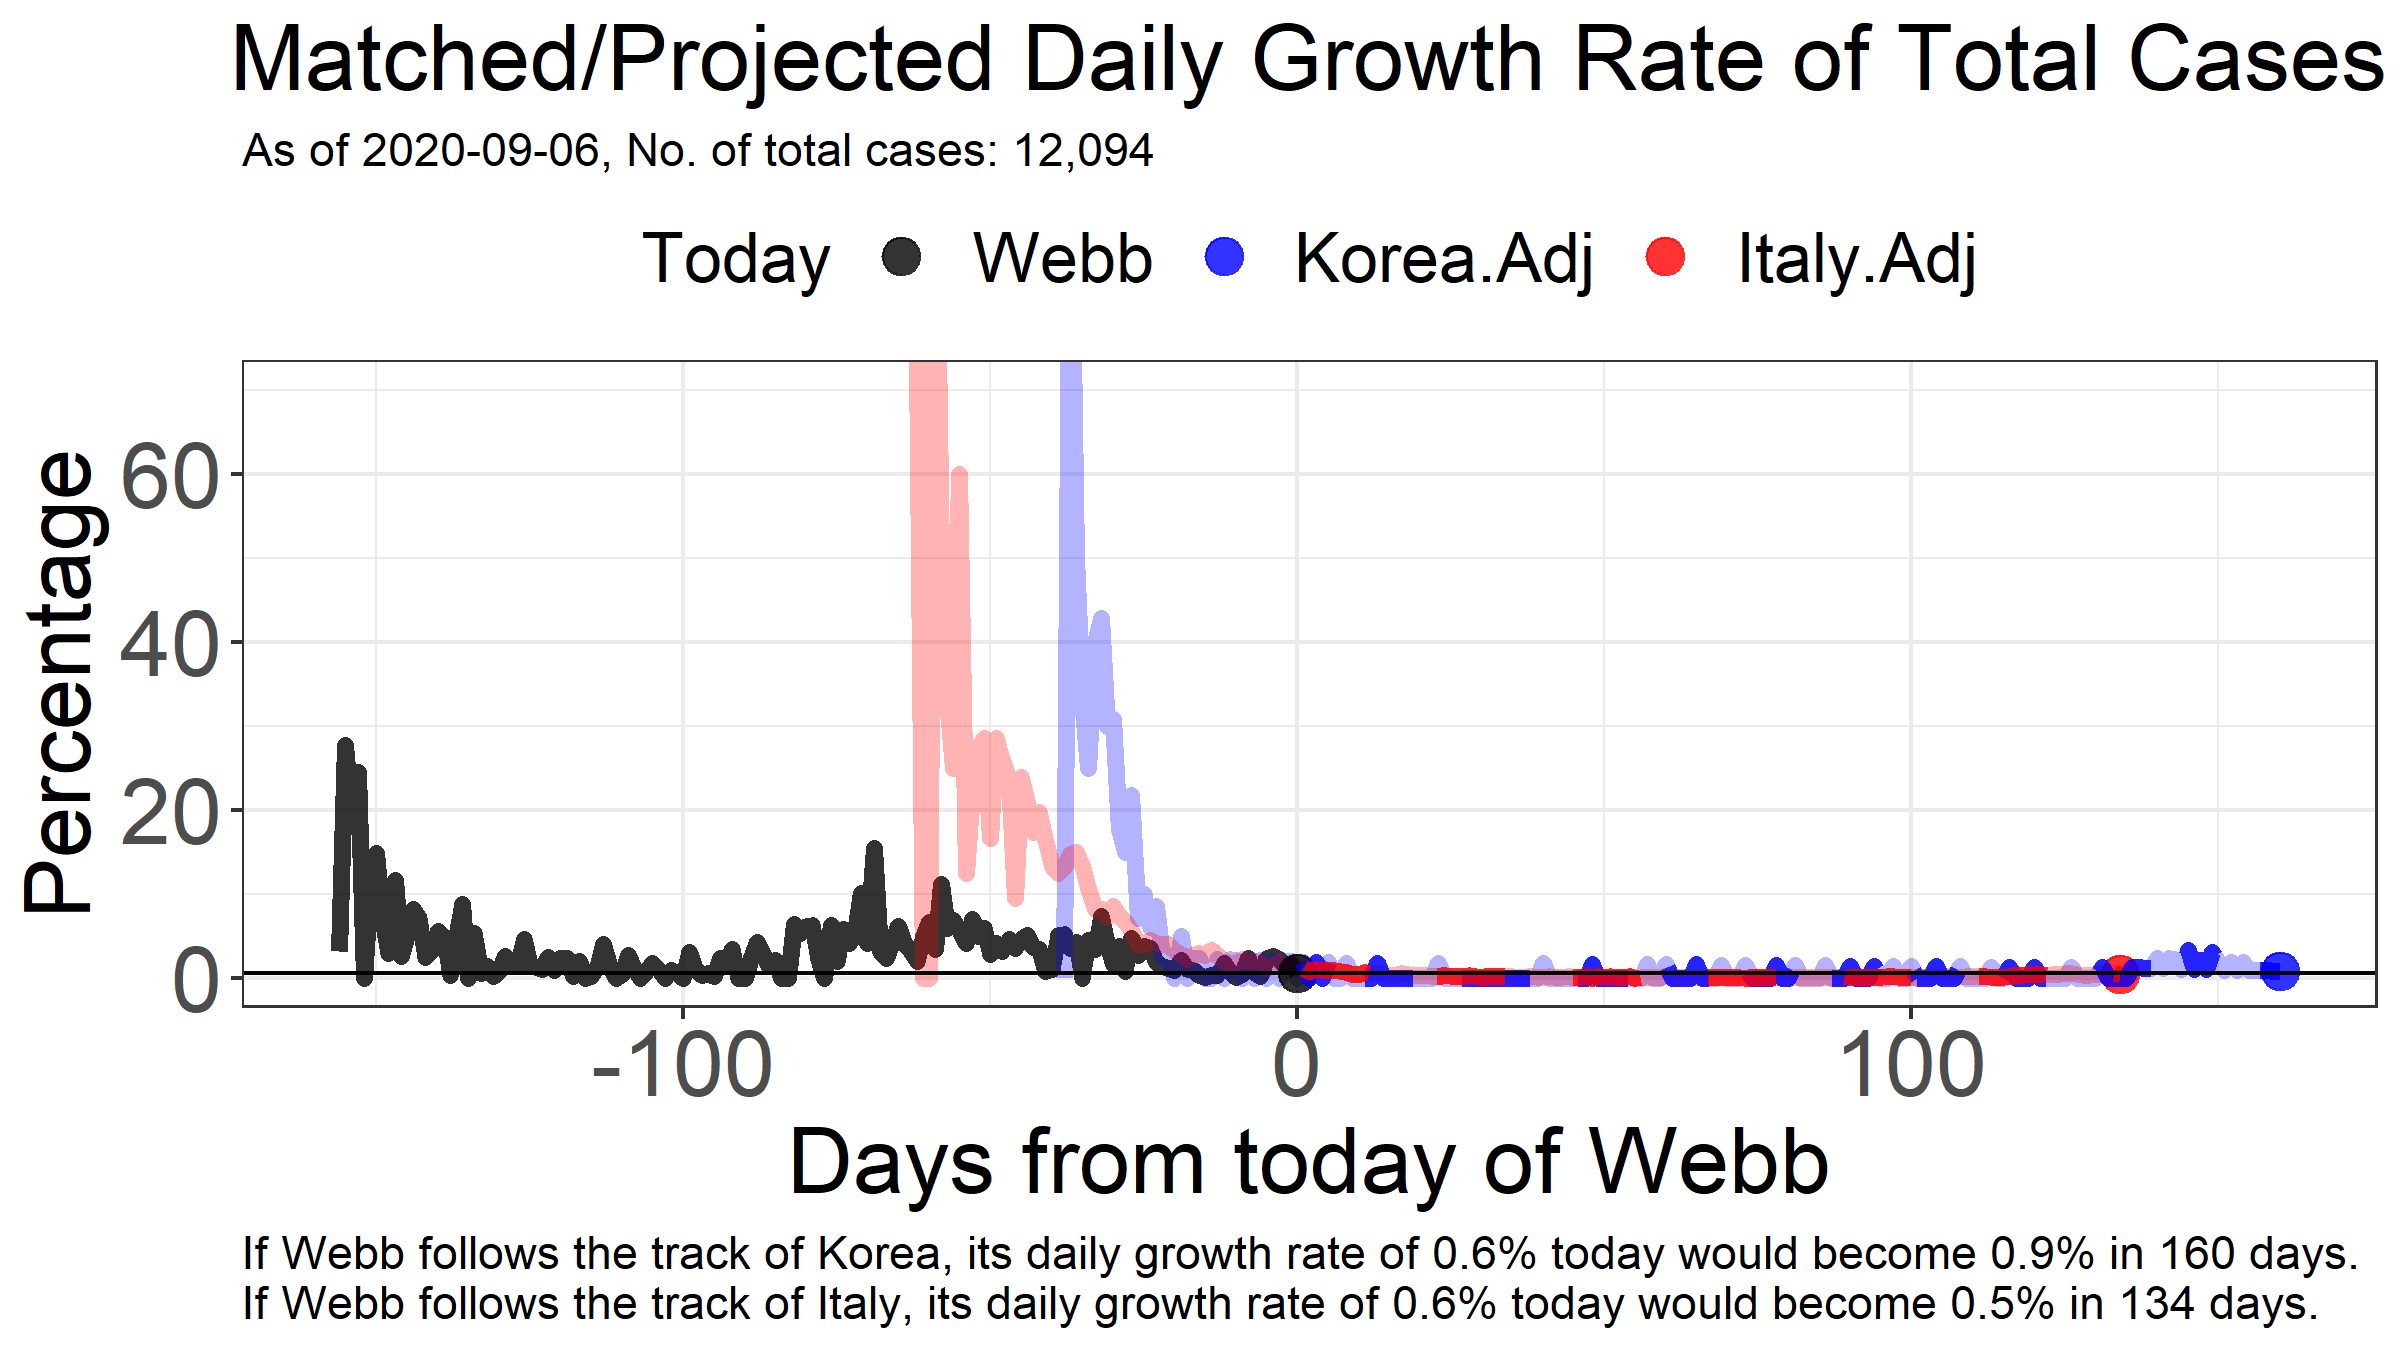 Matched/Projected Daily Growth Rate of Total Cases
As of 2020-09-06, No. of total cases: 12,094
Today Webb Korea.Adj Italy.Adj
Percentage
60
40
20
0
-100 0 100
Days from today of Webb
If Webb follows the track of Korea, its daily growth rate of 0.6% today would become 0.9% in 160 days.
If Webb follows the track of Italy, its daily growth rate of 0.6% today would become 0.5% in 134 days.